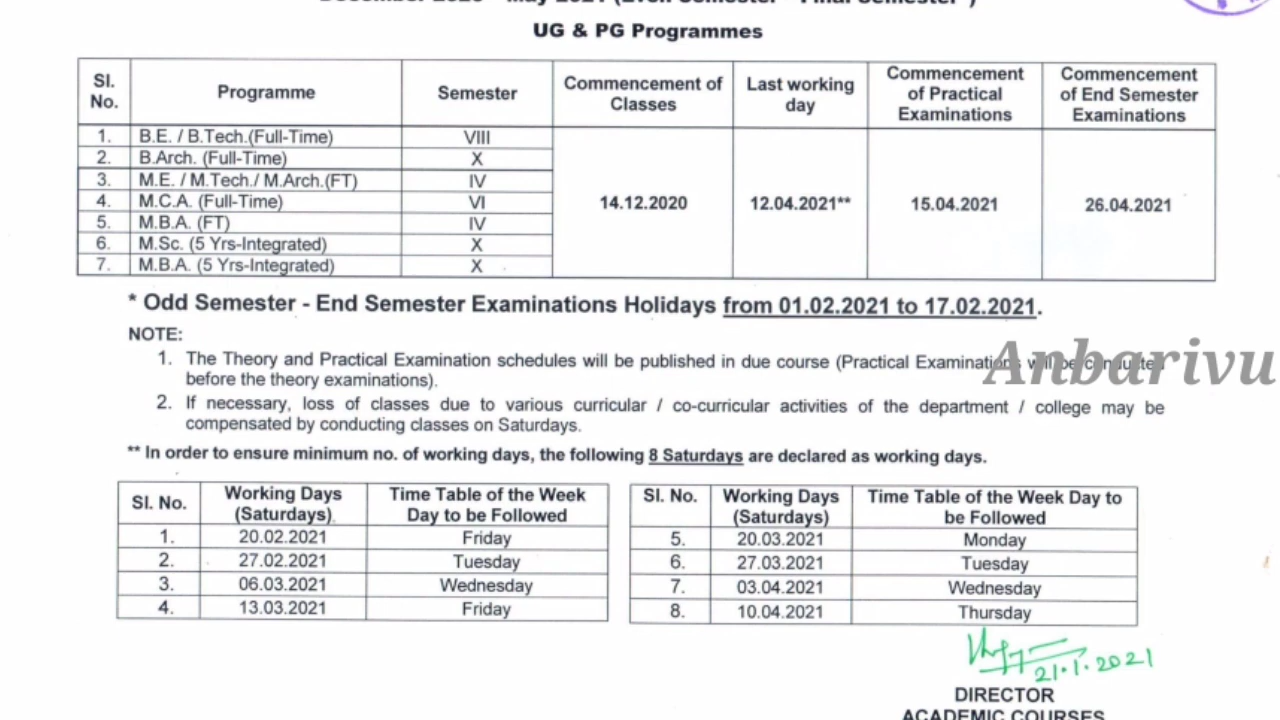 UG & PG Programmes
Sl. No. Programme Semester Commencement of Classes Last working day Commencement of Practical Examinations Commencement of End Semester Examinations
1. B.E. / B.Tech.(Full-Time) VIII
2. B.Arch. (Full-Time) X
3. M.E. / M.Tech./ M.Arch.(FT) IV
4. M.C.A. (Full-Time) VI 14.12.2020 12.04.2021** 15.04.2021 26.04.2021
5. M.B.A. (FT) IV
6. M.Sc. (5 Yrs-Integrated) X
7. M.B.A. (5 Yrs-Integrated) X
* Odd Semester - End Semester Examinations Holidays from 01.02.2021 to 17.02.2021.
NOTE:
1. The Theory and Practical Examination schedules will be published in due course (Practical Examinations will be conducted
before the theory examinations).
Anbarivu
2. If necessary, loss of classes due to various curricular / co-curricular activities of the department / college may be
compensated by conducting classes on Saturdays.
** In order to ensure minimum no. of working days, the following 8 Saturdays are declared as working days.
Sl. No. Working Days (Saturdays) Time Table of the Week Day to be Followed
1. 20.02.2021 Friday
2. 27.02.2021 Tuesday
3. 06.03.2021 Wednesday
4. 13.03.2021 Friday
Sl. No. Working Days (Saturdays) Time Table of the Week Day to be Followed
5. 20.03.2021 Monday
6. 27.03.2021 Tuesday
7. 03.04.2021 Wednesday
8. 10.04.2021 Thursday
21.1.2021
DIRECTOR
ACADEMIC COURSES